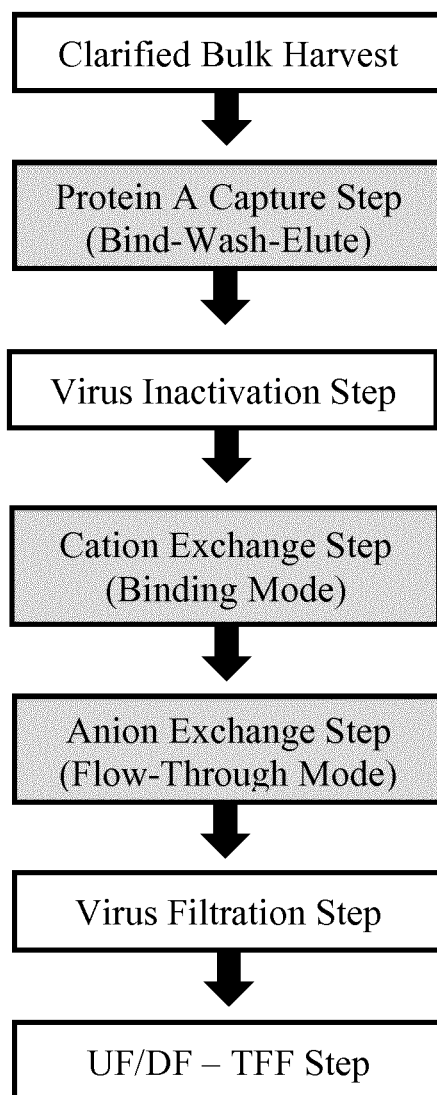 Clarified Bulk Harvest
Protein A Capture Step
(Bind-Wash-Elute)
Virus Inactivation Step
Cation Exchange Step
(Binding Mode)
Anion Exchange Step
(Flow-Through Mode)
Virus Filtration Step
UF/DF – TFF Step